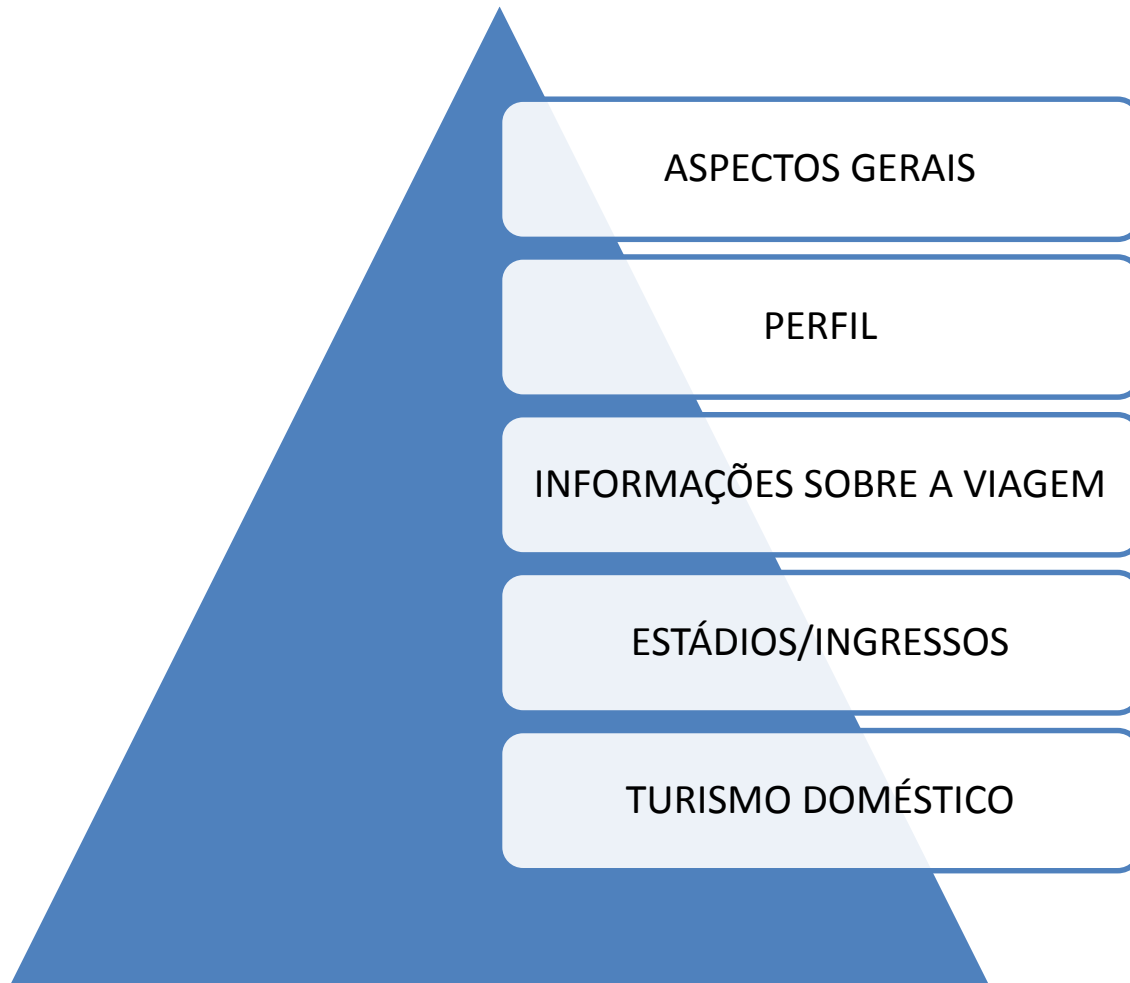 ASPECTOS GERAIS
PERFIL
INFORMAÇÕES SOBRE A VIAGEM
ESTÁDIOS/INGRESSOS
TURISMO DOMÉSTICO